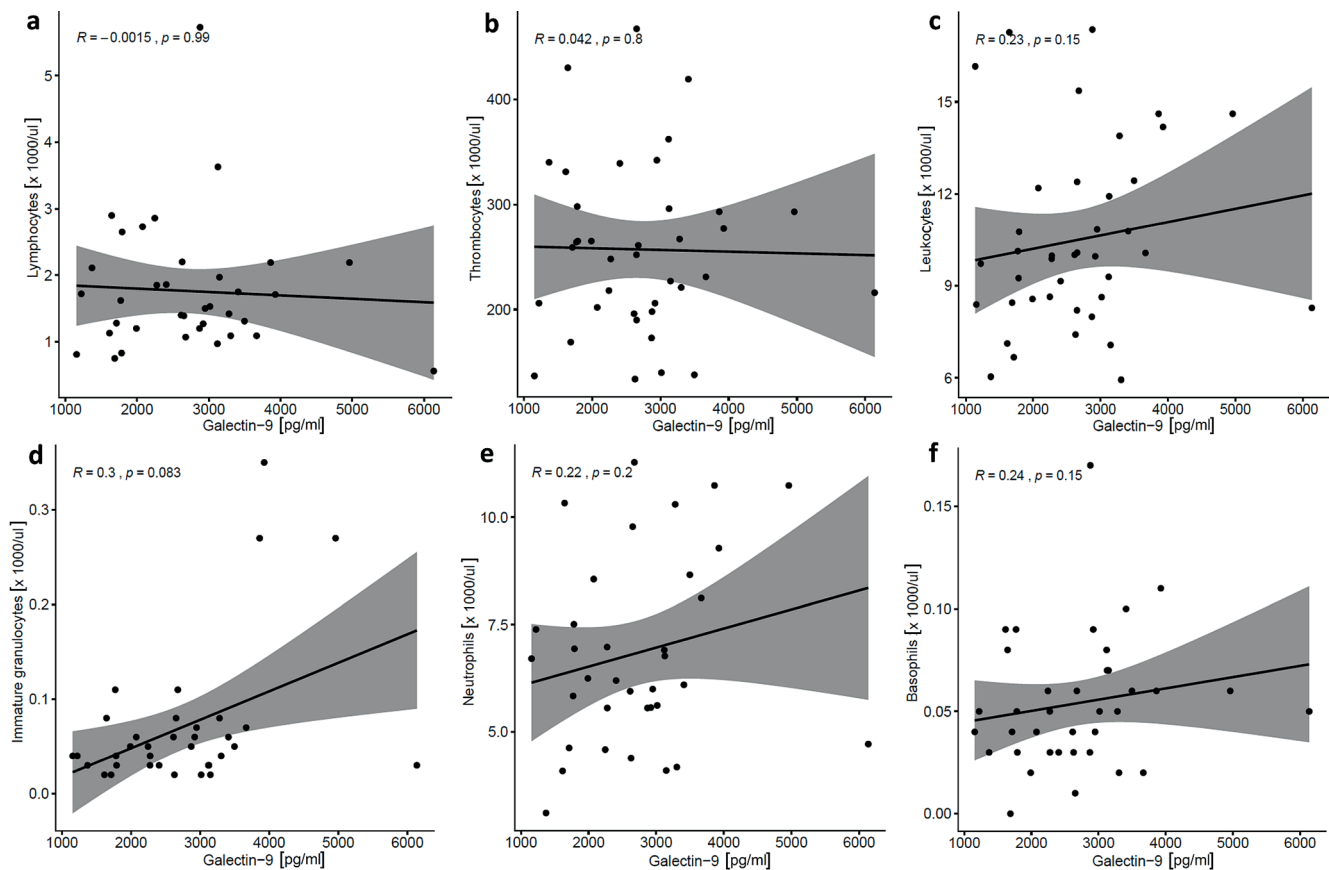 a
R = −0.0015 , p = 0.99
Lymphocytes [x 1000/ul]
5
4
3
2
1
1000 2000 3000 4000 5000 6000
Galectin−9 [pg/ml]
b
R = 0.042 , p = 0.8
Thrombocytes [x 1000/ul]
400
300
200
1000 2000 3000 4000 5000 6000
Galectin−9 [pg/ml]
c
R = 0.23 , p = 0.15
Leukocytes [x 1000/ul]
15
12
9
6
1000 2000 3000 4000 5000 6000
Galectin−9 [pg/ml]
d
R = 0.3 , p = 0.083
Immature granulocytes [x 1000/ul]
0.3
0.2
0.1
0.0
1000 2000 3000 4000 5000 6000
Galectin−9 [pg/ml]
e
R = 0.22 , p = 0.2
Neutrophils [x 1000/ul]
10.0
7.5
5.0
1000 2000 3000 4000 5000 6000
Galectin−9 [pg/ml]
f
R = 0.24 , p = 0.15
Basophils [x 1000/ul]
0.15
0.10
0.05
0.00
1000 2000 3000 4000 5000 6000
Galectin−9 [pg/ml]